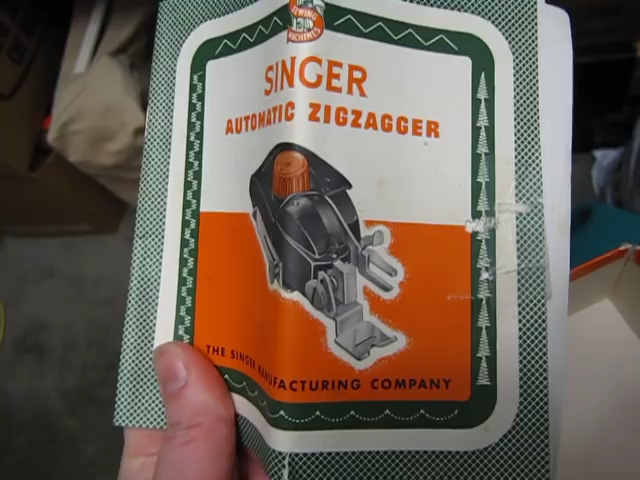 SEWING
MACHINES
SINGER
AUTOMATIC ZIGZAGGER
THE SINGER MANUFACTURING COMPANY